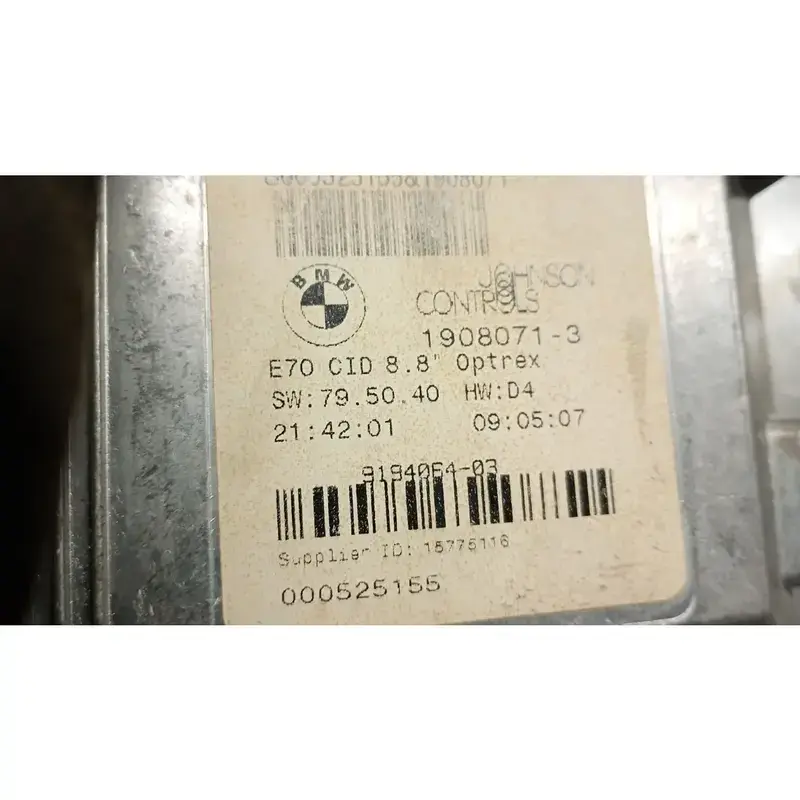 BMW
JOHNSON
CONTROLS
1908071-3
E70 CID 8.8" Optrex
SW:79.50.40 HW:D4
21:42:01 09:05:07
9194064-03
Supplier ID: 15775116
000525155